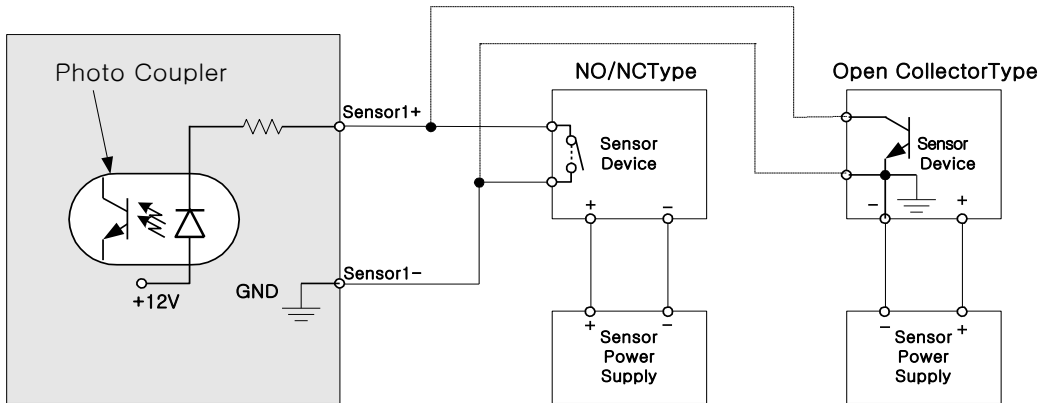 Photo Coupler
+12V
GND
Sensor1+
Sensor1-
NO/NCType
Sensor
Device
+ -
+ -
Sensor
Power
Supply
Open CollectorType
Sensor
Device
- +
- +
Sensor
Power
Supply